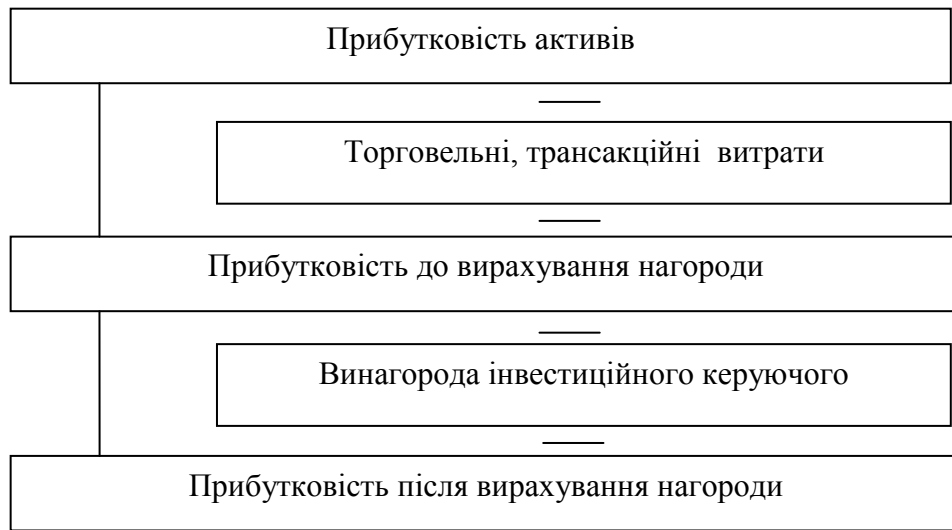 Прибутковість активів
Торговельні, трансакційні витрати
Прибутковість до вирахування нагороди
Винагорода інвестиційного керуючого
Прибутковість після вирахування нагороди